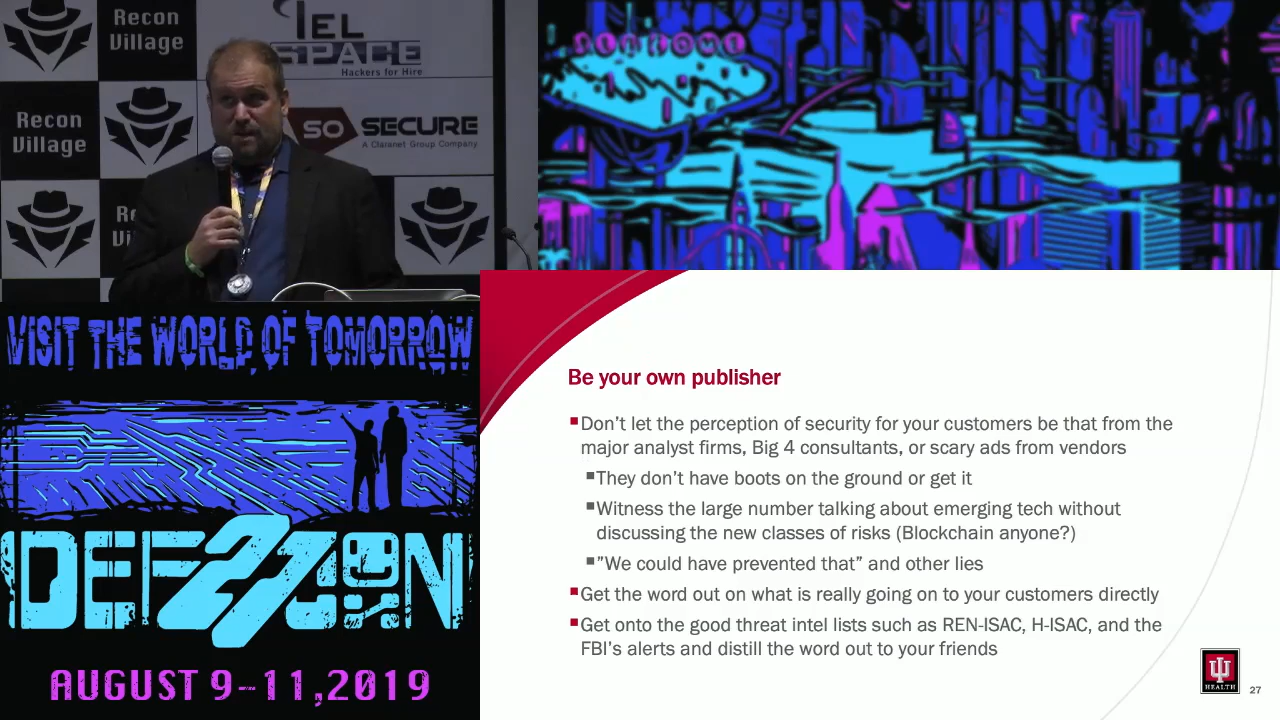 Recon
Village
TEL
SPACE
Hackers for Hire
Recon
Village
SO SECURE
A Claranet Group Company
VISIT THE WORLD OF TOMORROW
DEF27CON
AUGUST 9-11,2019
Be your own publisher
Don't let the perception of security for your customers be that from the
major analyst firms, Big 4 consultants, or scary ads from vendors
They don't have boots on the ground or get it
Witness the large number talking about emerging tech without
discussing the new classes of risks (Blockchain anyone?)
"We could have prevented that" and other lies
Get the word out on what is really going on to your customers directly
Get onto the good threat intel lists such as REN-ISAC, H-ISAC, and the
FBI's alerts and distill the word out to your friends
IU
HEALTH
27